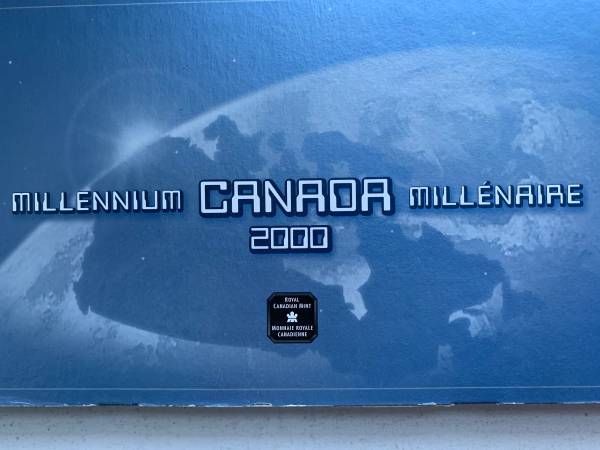 MILLENNIUM CANADA MILLÉNAIRE
2000
ROYAL
CANADIAN MINT
MONNAIE ROYALE
CANADIENNE